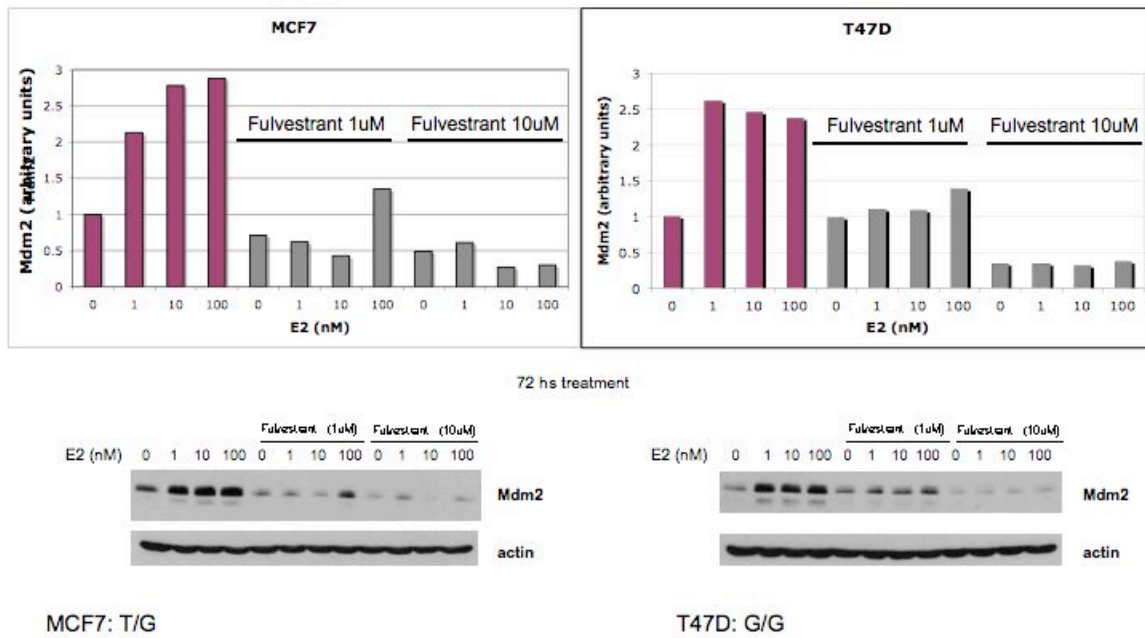 MCF7
Mdm2 (arbitrary units)
3
2.5
2
1.5
1
0.5
0
Fulvestrant 1uM
Fulvestrant 10uM
0 1 10 100 0 1 10 100 0 1 10 100
E2 (nM)
T47D
Mdm2 (arbitrary units)
3
2.5
2
1.5
1
0.5
0
Fulvestrant 1uM
Fulvestrant 10uM
0 1 10 100 0 1 10 100 0 1 10 100
E2 (nM)
72 hs treatment
Fulvestrant (1uM) Fulvestrant (10uM)
E2 (nM) 0 1 10 100 0 1 10 100 0 1 10 100
Mdm2
actin
MCF7: T/G
Fulvestrant (1uM) Fulvestrant (10uM)
E2 (nM) 0 1 10 100 0 1 10 100 0 1 10 100
Mdm2
actin
T47D: G/G